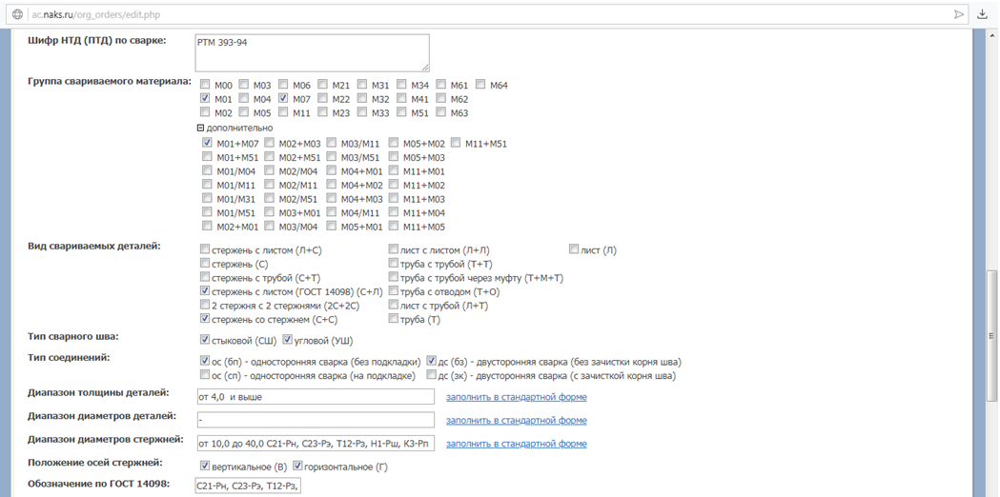 ac.naks.ru/org_orders/edit.php
Шифр НТД (ПТД) по сварке:
РТМ 393-94
Группа свариваемого материала:
М00 М03 М06 М21 М31 М34 М61 М64
М01 М04 М07 М22 М32 М41 М62
М02 М05 М11 М23 М33 М51 М63
дополнительно
М01+М07 М02+М03 М03/М11 М05+М02 М11+М51
М01+М51 М02+М51 М03/М51 М05+М03
М01/М04 М02/М04 М04+М01 М11+М01
М01/М11 М02/М11 М04+М02 М11+М02
М01/М31 М02/М51 М04+М03 М11+М03
М01/М51 М03+М01 М04/М11 М11+М04
М02+М01 М03/М04 М05+М01 М11+М05
Вид свариваемых деталей:
стержень с листом (Л+С) лист с листом (Л+Л) лист (Л)
стержень (С) труба с трубой (Т+Т)
стержень с трубой (С+Т) труба с трубой через муфту (Т+М+Т)
стержень с листом (ГОСТ 14098) (С+Л) труба с отводом (Т+О)
2 стержня с 2 стержнями (2С+2С) лист с трубой (Л+Т)
стержень со стержнем (С+С) труба (Т)
Тип сварного шва:
стыковой (СШ) угловой (УШ)
Тип соединений:
ос (бп) - односторонняя сварка (без подкладки) дс (бз) - двусторонняя сварка (без зачистки корня шва)
ос (сп) - односторонняя сварка (на подкладке) дс (зк) - двусторонняя сварка (с зачисткой корня шва)
Диапазон толщины деталей:
от 4,0 и выше заполнить в стандартной форме
Диапазон диаметров деталей:
- заполнить в стандартной форме
Диапазон диаметров стержней:
от 10,0 до 40,0 С21-Рн, С23-Рэ, Т12-Рз, Н1-Рш, К3-Рп заполнить в стандартной форме
Положение осей стержней:
вертикальное (В) горизонтальное (Г)
Обозначение по ГОСТ 14098:
С21-Рн, С23-Рэ, Т12-Рз,